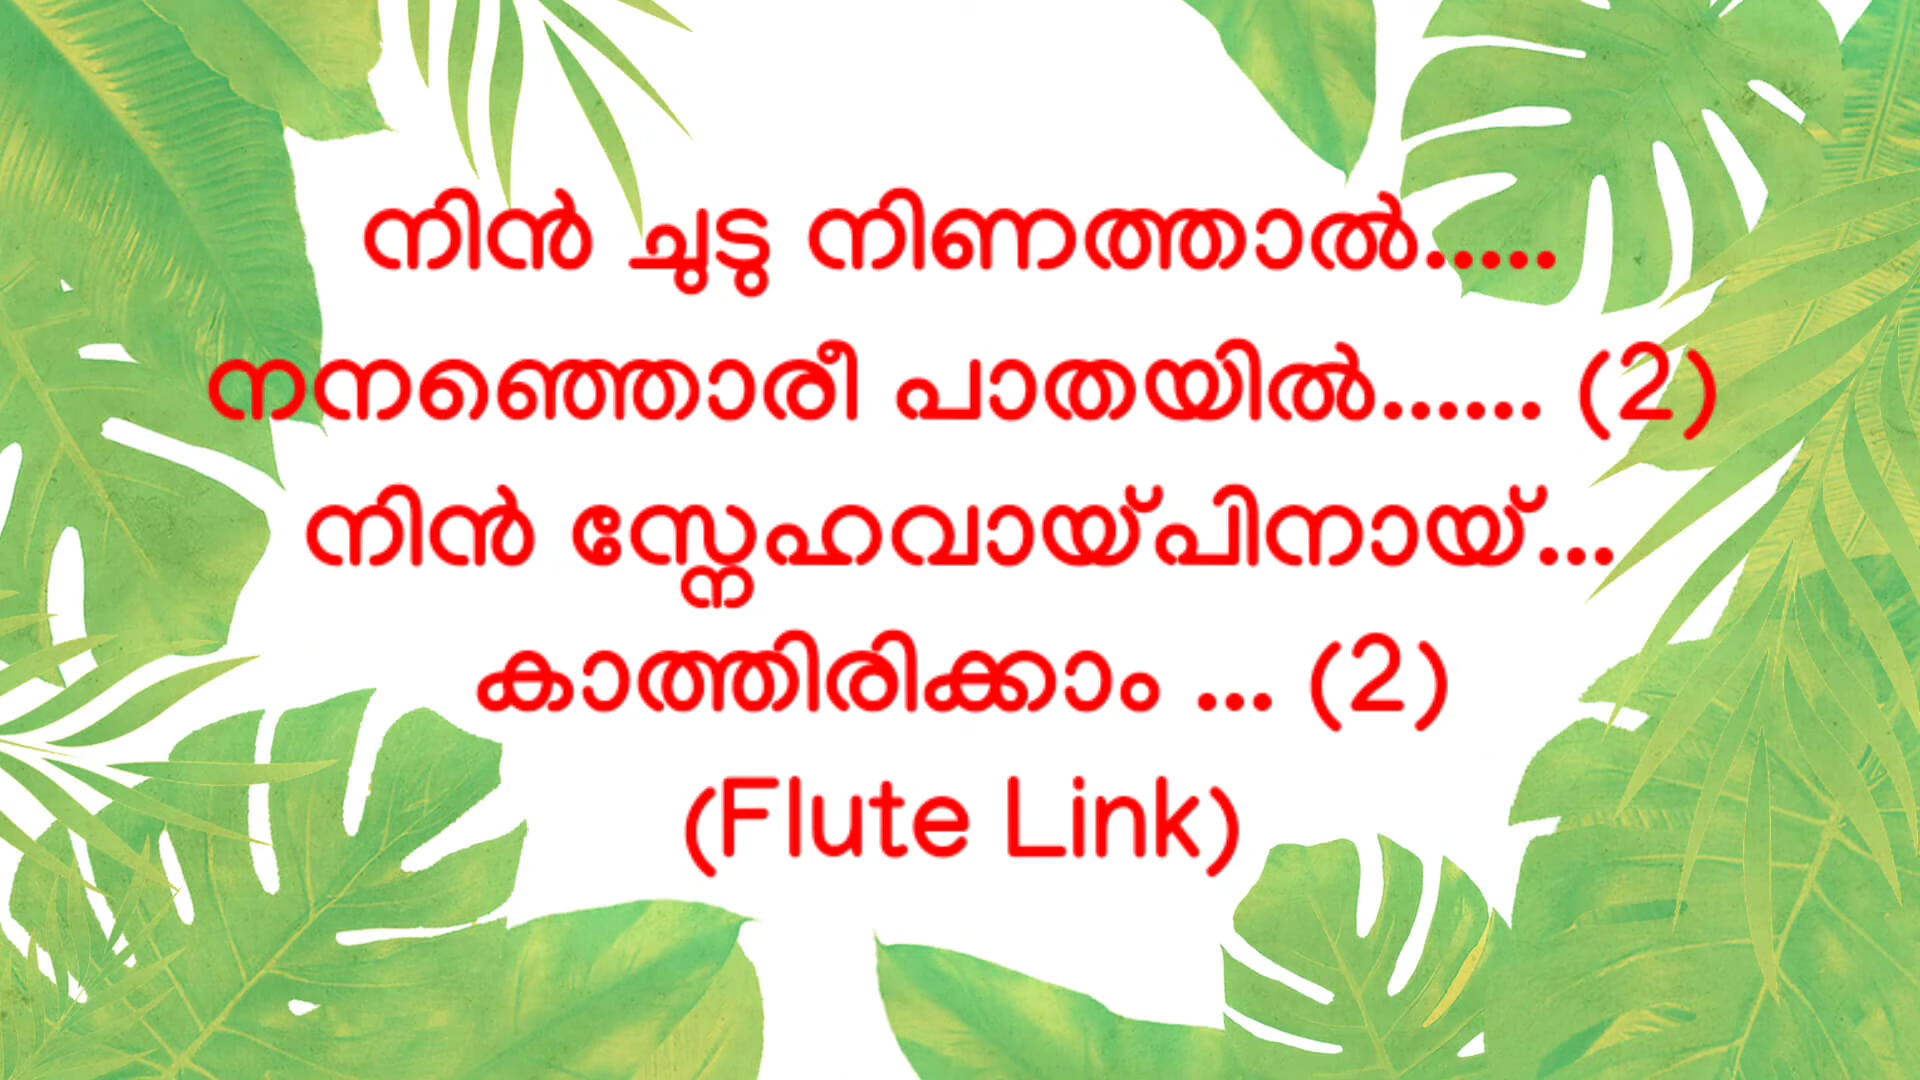 നിൻ ചുടു നിണത്താൽ.....
നനഞ്ഞൊരീ പാതയിൽ...... (2)
നിൻ സ്നേഹവായ്പിനായ്...
കാത്തിരിക്കാം ... (2)
(Flute Link)